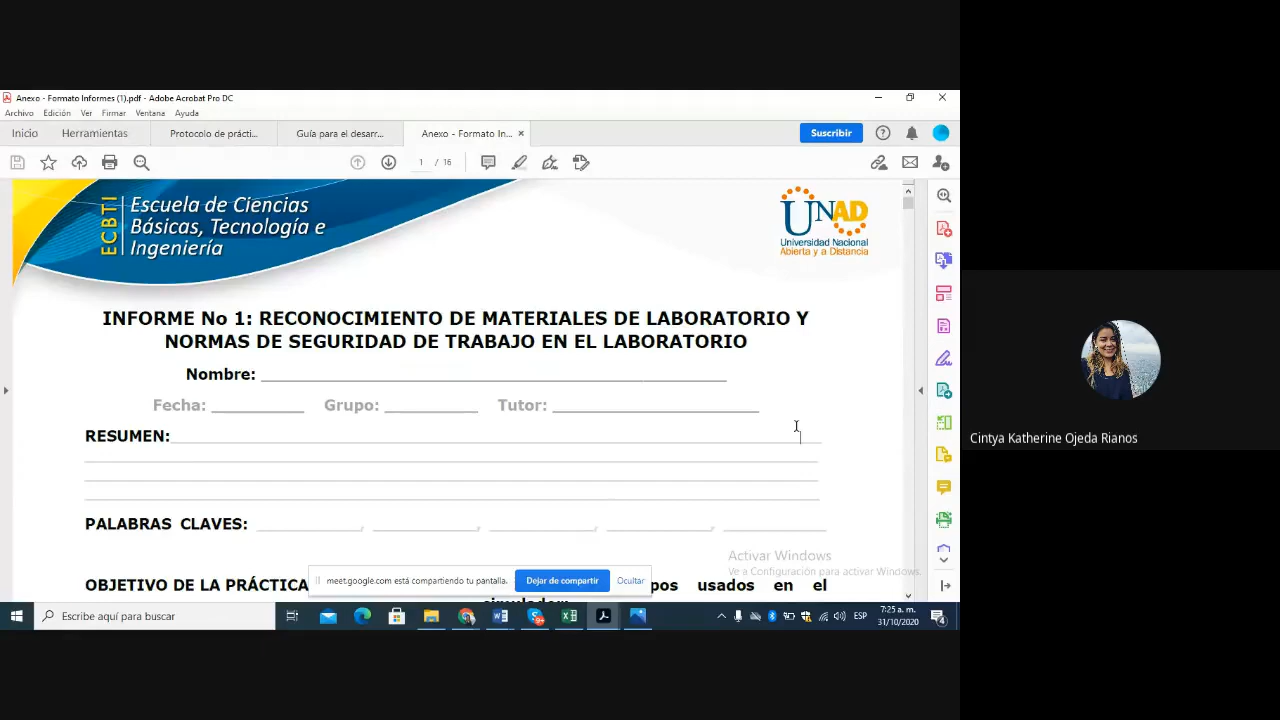 Anexo - Formato Informes (1).pdf - Adobe Acrobat Pro DC
Archivo Edición Ver Firmar Ventana Ayuda
Inicio Herramientas Protocolo de prácti... Guía para el desarr... Anexo - Formato In... ×
Suscribir
1 / 16
ECBTI
Escuela de Ciencias
Básicas, Tecnología e
Ingeniería
UNAD
Universidad Nacional
Abierta y a Distancia
INFORME No 1: RECONOCIMIENTO DE MATERIALES DE LABORATORIO Y
NORMAS DE SEGURIDAD DE TRABAJO EN EL LABORATORIO
Nombre:
Fecha: Grupo: Tutor:
RESUMEN:
PALABRAS CLAVES:
Activar Windows
Ve a Configuración para activar Windows.
OBJETIVO DE LA PRÁCTICA pos usados en el
meet.google.com está compartiendo tu pantalla. Dejar de compartir Ocultar
Escribe aquí para buscar
ESP
7:25 a. m.
31/10/2020
4
Cintya Katherine Ojeda Rianos